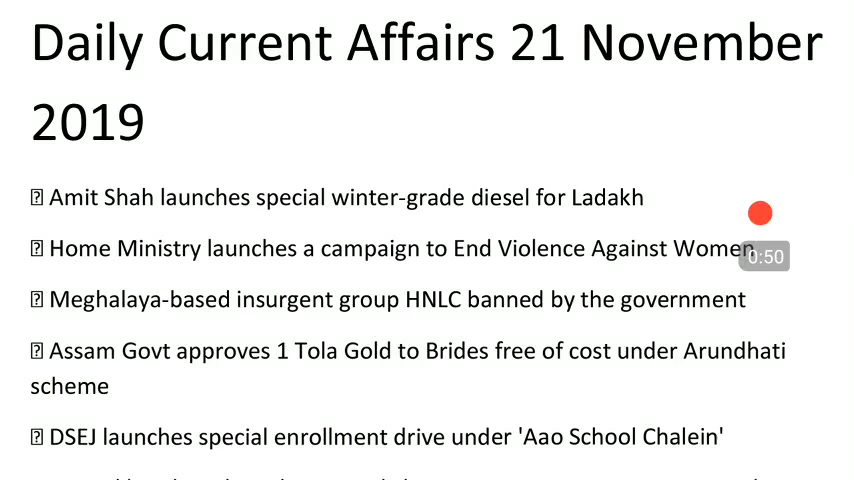 Daily Current Affairs 21 November
2019
⍰ Amit Shah launches special winter-grade diesel for Ladakh
⍰ Home Ministry launches a campaign to End Violence Against Women
0:50
⍰ Meghalaya-based insurgent group HNLC banned by the government
⍰ Assam Govt approves 1 Tola Gold to Brides free of cost under Arundhati
scheme
⍰ DSEJ launches special enrollment drive under 'Aao School Chalein'